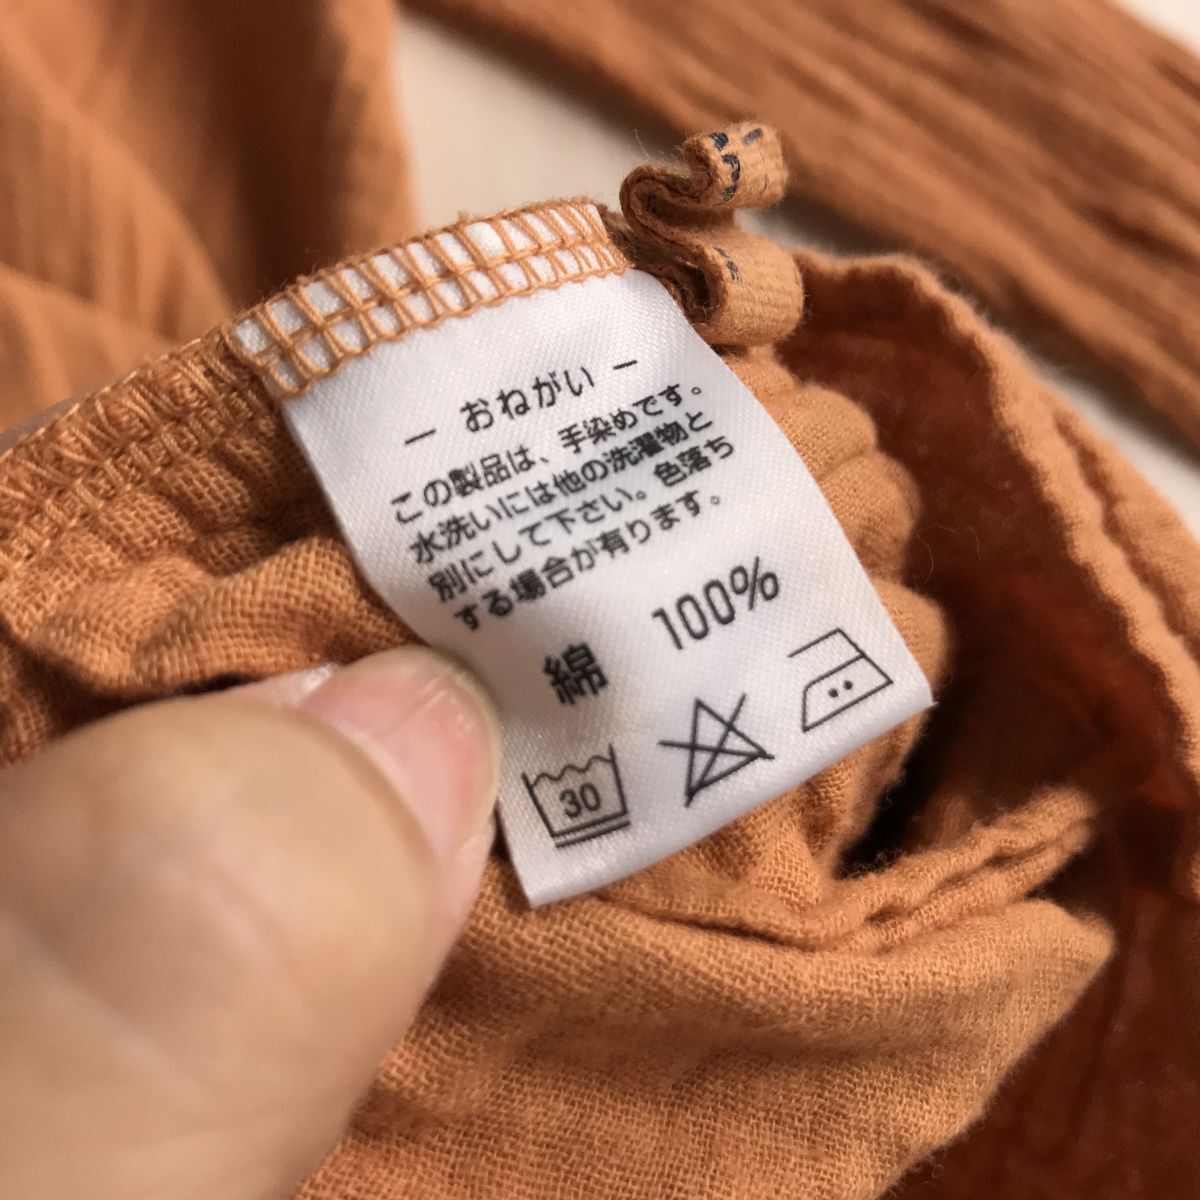 — おねがい —
この製品は、手染めです。
水洗いには他の洗濯物と
別にして下さい。色落ち
する場合が有ります。
綿 100%
30